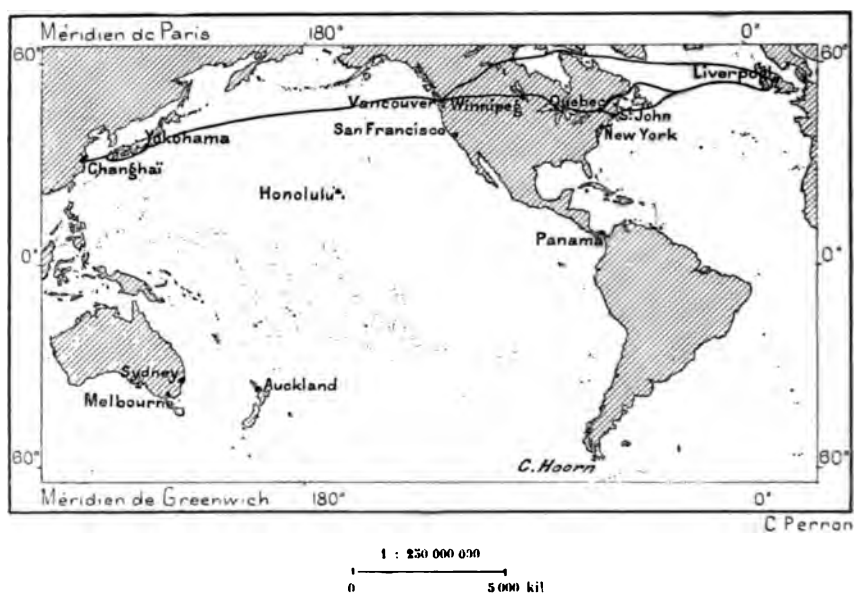 Méridien de Paris 180° 0°
60° 60°
Liverpool
Vancouver Winnipeg Quebec
St. John
San Francisco New York
Yokohama
Changhaï
Honolulu
Panama
0° 0°
Sydney Auckland
Melbourne
60° 60°
C. Hoorn
Méridien de Greenwich 180° 0°
C Perron
1 : 250 000 000
0 5 000 kil